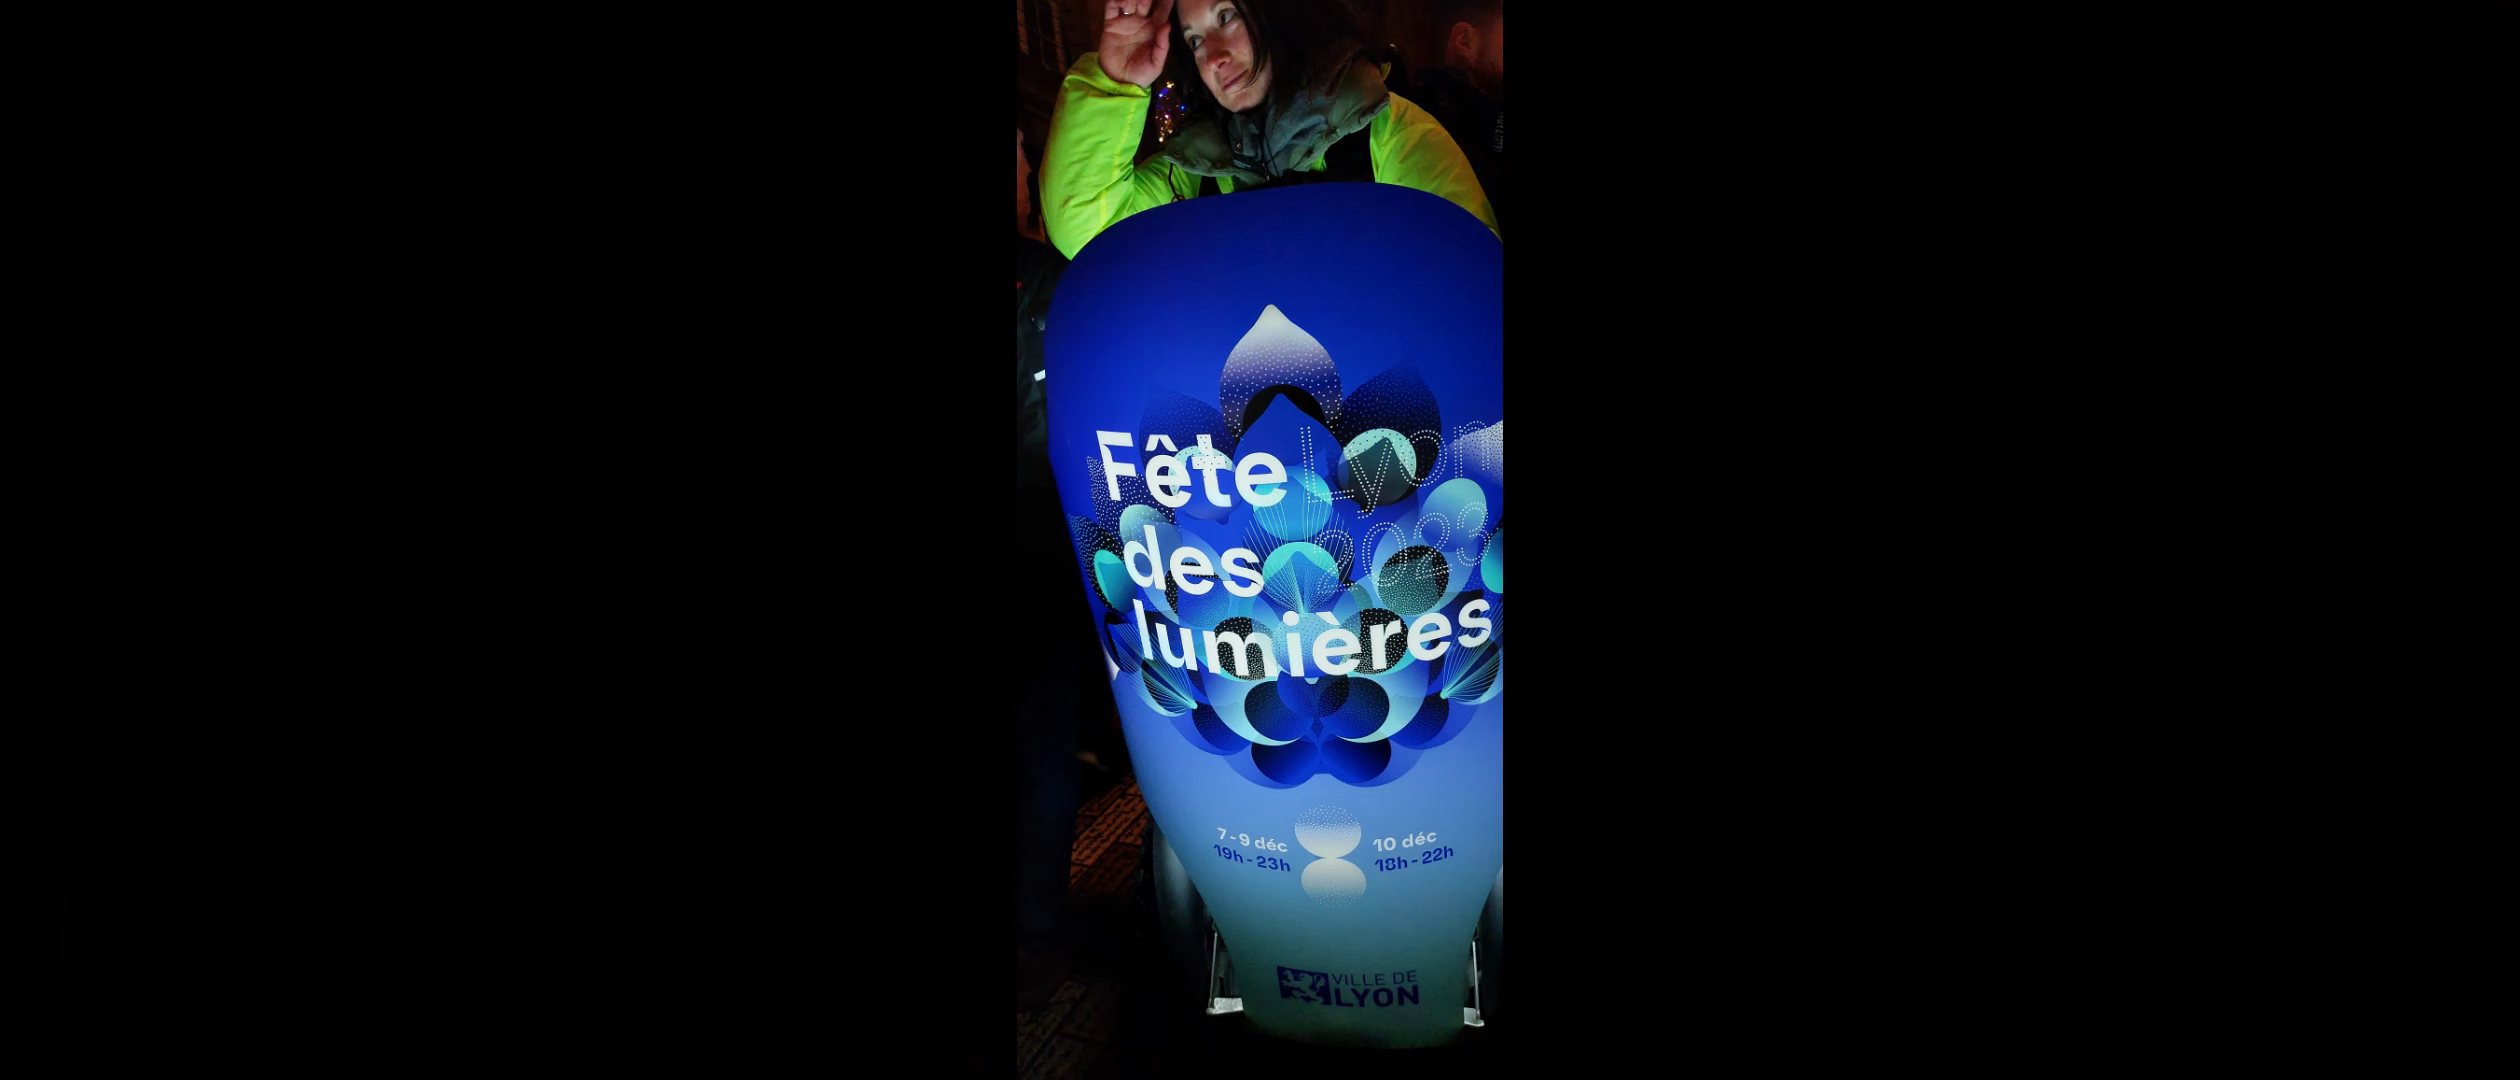 Fête
Lyon
des
2023
lumières
7-9 déc
19h-23h
10 déc
18h-22h
VILLE DE
LYON